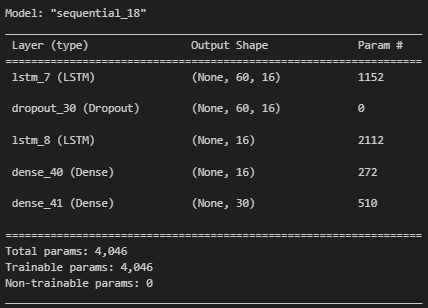 Model: "sequential_18"
Layer (type) Output Shape Param #
lstm_7 (LSTM) (None, 60, 16) 1152
dropout_30 (Dropout) (None, 60, 16) 0
lstm_8 (LSTM) (None, 16) 2112
dense_40 (Dense) (None, 16) 272
dense_41 (Dense) (None, 30) 510
Total params: 4,046
Trainable params: 4,046
Non-trainable params: 0